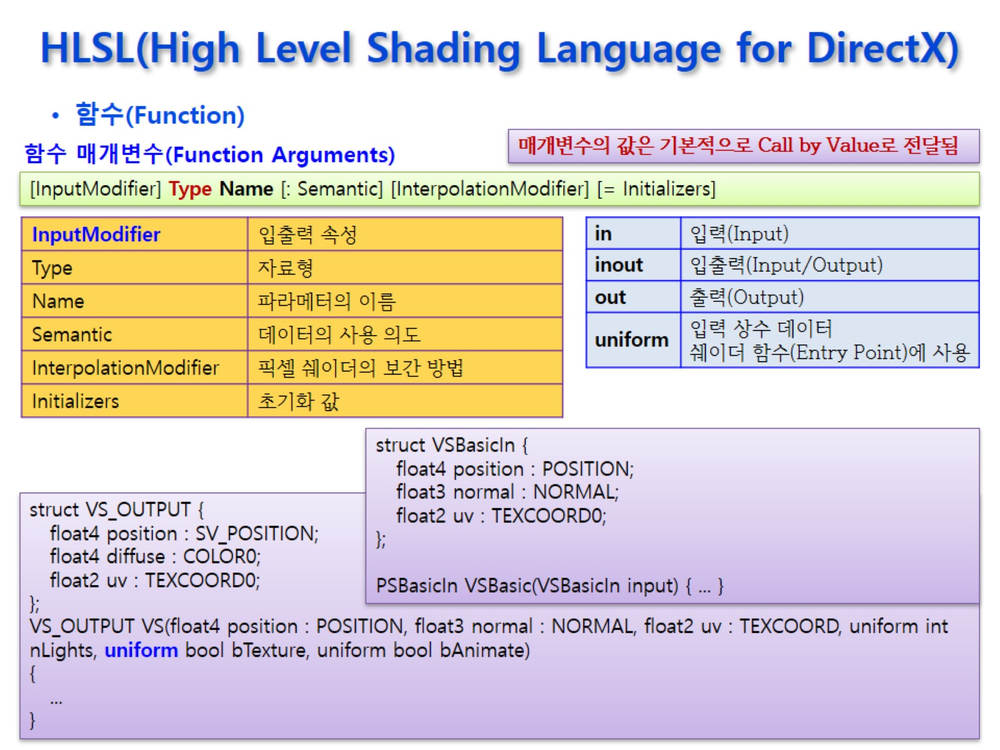 HLSL(High Level Shading Language for DirectX)
• 함수(Function)
함수 매개변수(Function Arguments)
매개변수의 값은 기본적으로 Call by Value로 전달됨
[InputModifier] Type Name [: Semantic] [InterpolationModifier] [= Initializers]
InputModifier 입출력 속성
Type 자료형
Name 파라메터의 이름
Semantic 데이터의 사용 의도
InterpolationModifier 픽셀 쉐이더의 보간 방법
Initializers 초기화 값
in 입력(Input)
inout 입출력(Input/Output)
out 출력(Output)
uniform 입력 상수 데이터
쉐이더 함수(Entry Point)에 사용
struct VSBasicIn {
float4 position : POSITION;
float3 normal : NORMAL;
float2 uv : TEXCOORD0;
};
PSBasicIn VSBasic(VSBasicIn input) { ... }
struct VS_OUTPUT {
float4 position : SV_POSITION;
float4 diffuse : COLOR0;
float2 uv : TEXCOORD0;
};
VS_OUTPUT VS(float4 position : POSITION, float3 normal : NORMAL, float2 uv : TEXCOORD, uniform int
nLights, uniform bool bTexture, uniform bool bAnimate)
{
...
}